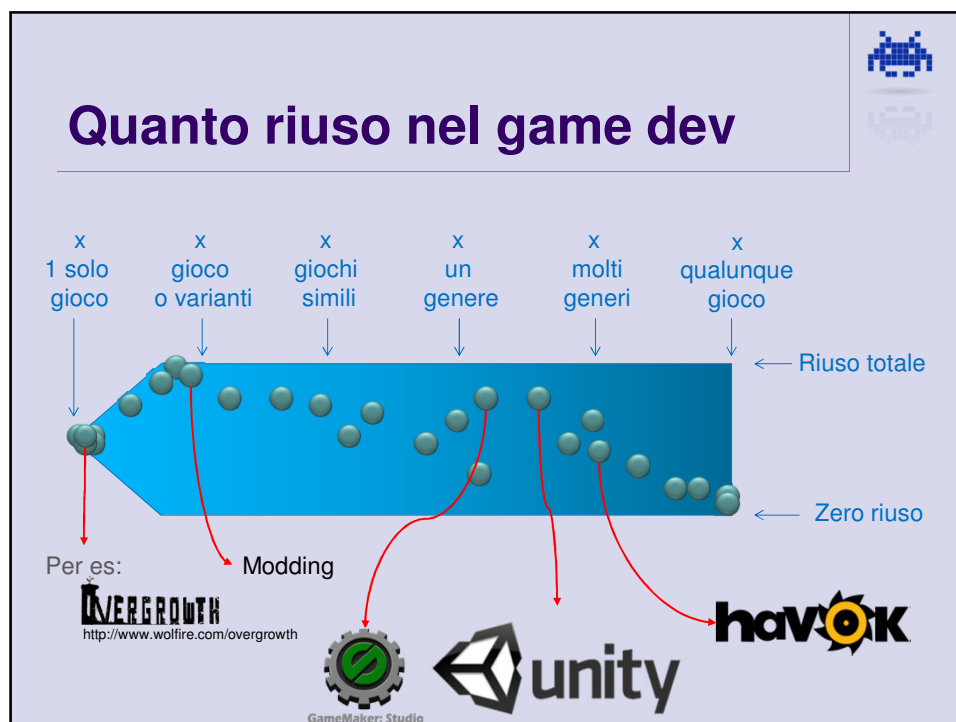 Quanto riuso nel game dev
x
1 solo
gioco
x
gioco
o varianti
x
giochi
simili
x
un
genere
x
molti
generi
x
qualunque
gioco
Riuso totale
Zero riuso
Per es:
OVERGROWTH
http://www.wolfire.com/overgrowth
Modding
GameMaker: Studio
unity
havok